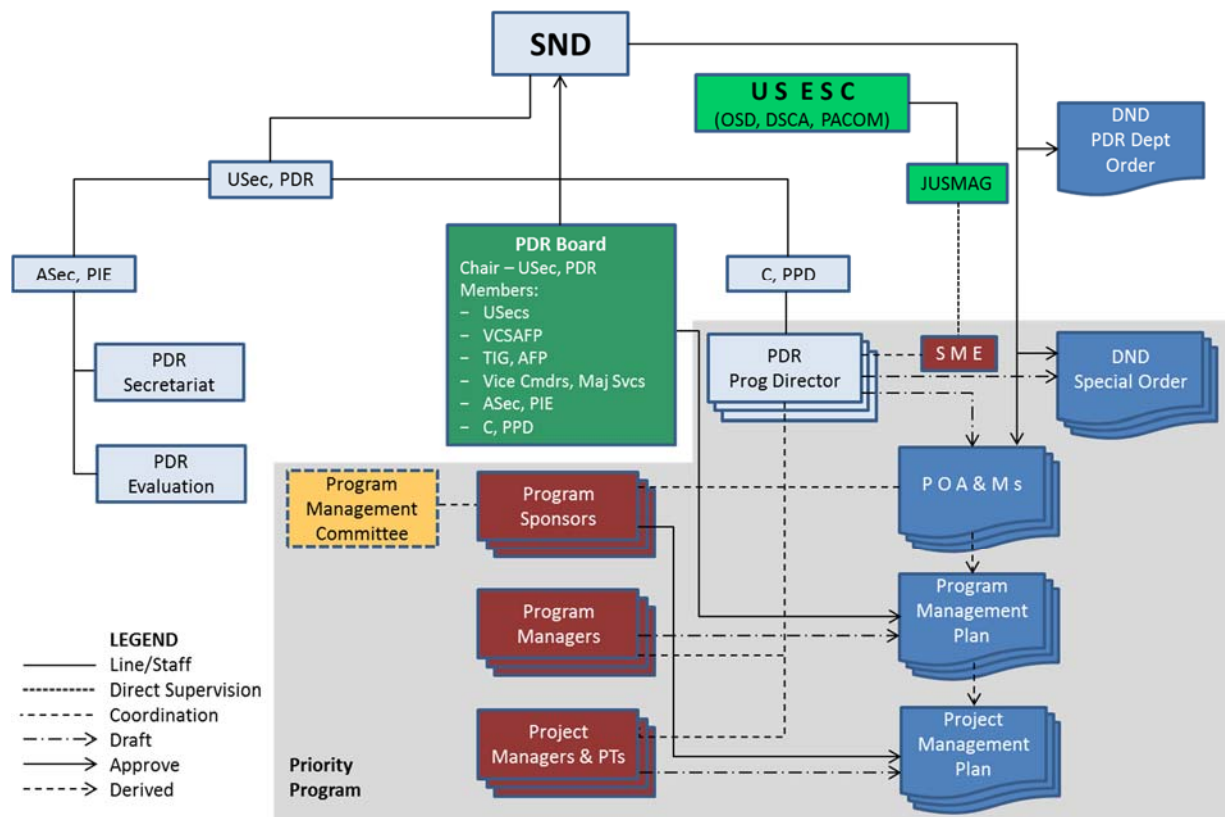 SND
U S E S C
(OSD, DSCA, PACOM)
DND
PDR Dept
Order
USec, PDR
JUSMAG
PDR Board
Chair – USec, PDR
Members:
– USecs
– VCSAFP
– TIG, AFP
– Vice Cmdrs, Maj Svcs
– ASec, PIE
– C, PPD
ASec, PIE
C, PPD
PDR
Secretariat
PDR
Prog Director
S M E
DND
Special Order
PDR
Evaluation
Program
Management
Committee
Program
Sponsors
P O A & M s
Program
Managers
Program
Management
Plan
Project
Managers & PTs
Project
Management
Plan
LEGEND
Line/Staff
Direct Supervision
Coordination
Draft
Approve
Derived
Priority
Program